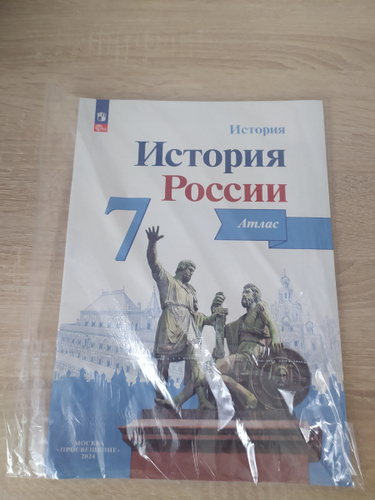 История
История
России
7
Атлас
МОСКВА
«ПРОСВЕЩЕНИЕ»
2024